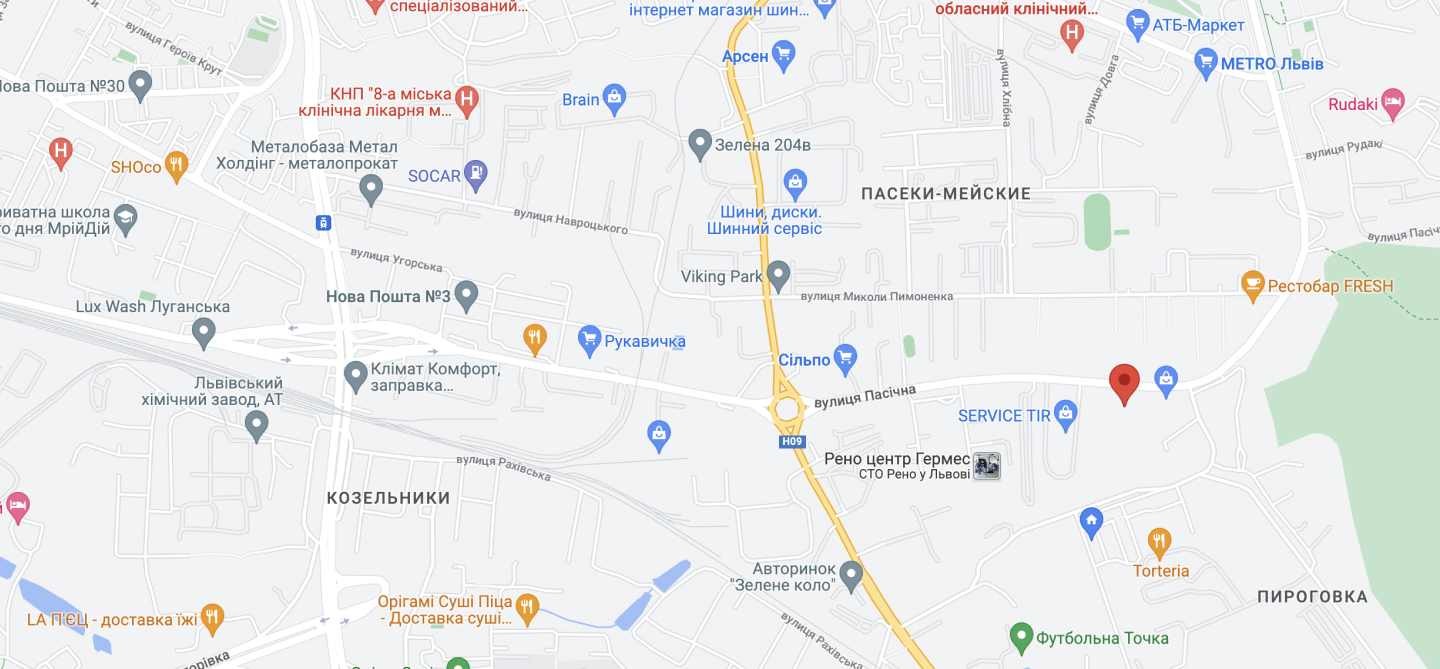 спеціалізований...
інтернет магазин шин...
обласний клінічний...
АТБ-Маркет
вулиця Героїв Крут
Арсен
METRO Львів
Нова Пошта №30
КНП "8-а міська
клінічна лікарня м...
Brain
вулиця Хлібна
вулиця Довга
Rudaki
Металобаза Метал
Холдінг - металопрокат
Зелена 204в
вулиця Рудакі
SHOco
SOCAR
ПАСЕКИ-МЕЙСКИЕ
Шини, диски.
Шинний сервіс
риватна школа
го дня МрійДій
вулиця Навроцького
вулиця Пасічн
вулиця Угорська
Viking Park
Рестобар FRESH
Нова Пошта №3
вулиця Миколи Пимоненка
Lux Wash Луганська
Рукавичка
Сільпо
Клімат Комфорт,
заправка...
Львівський
хімічний завод, АТ
вулиця Пасічна
SERVICE TIR
H09
Рено центр Гермес
СТО Рено у Львові
вулиця Рахівська
КОЗЕЛЬНИКИ
Авторинок
"Зелене коло"
Torteria
ПИРОГОВКА
LA П'ЄЦ - доставка їжі
Орігамі Суші Піца
- Доставка суші...
вулиця Рахівська
Футбольна Точка